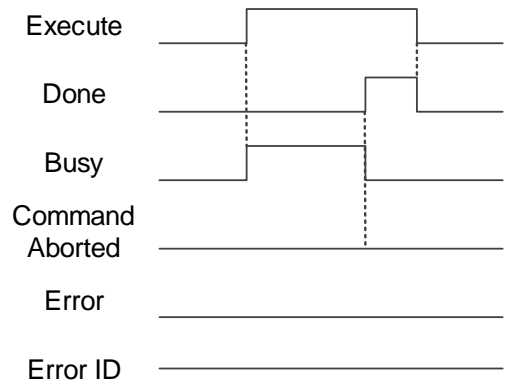 Execute
Done
Busy
Command
Aborted
Error
Error ID